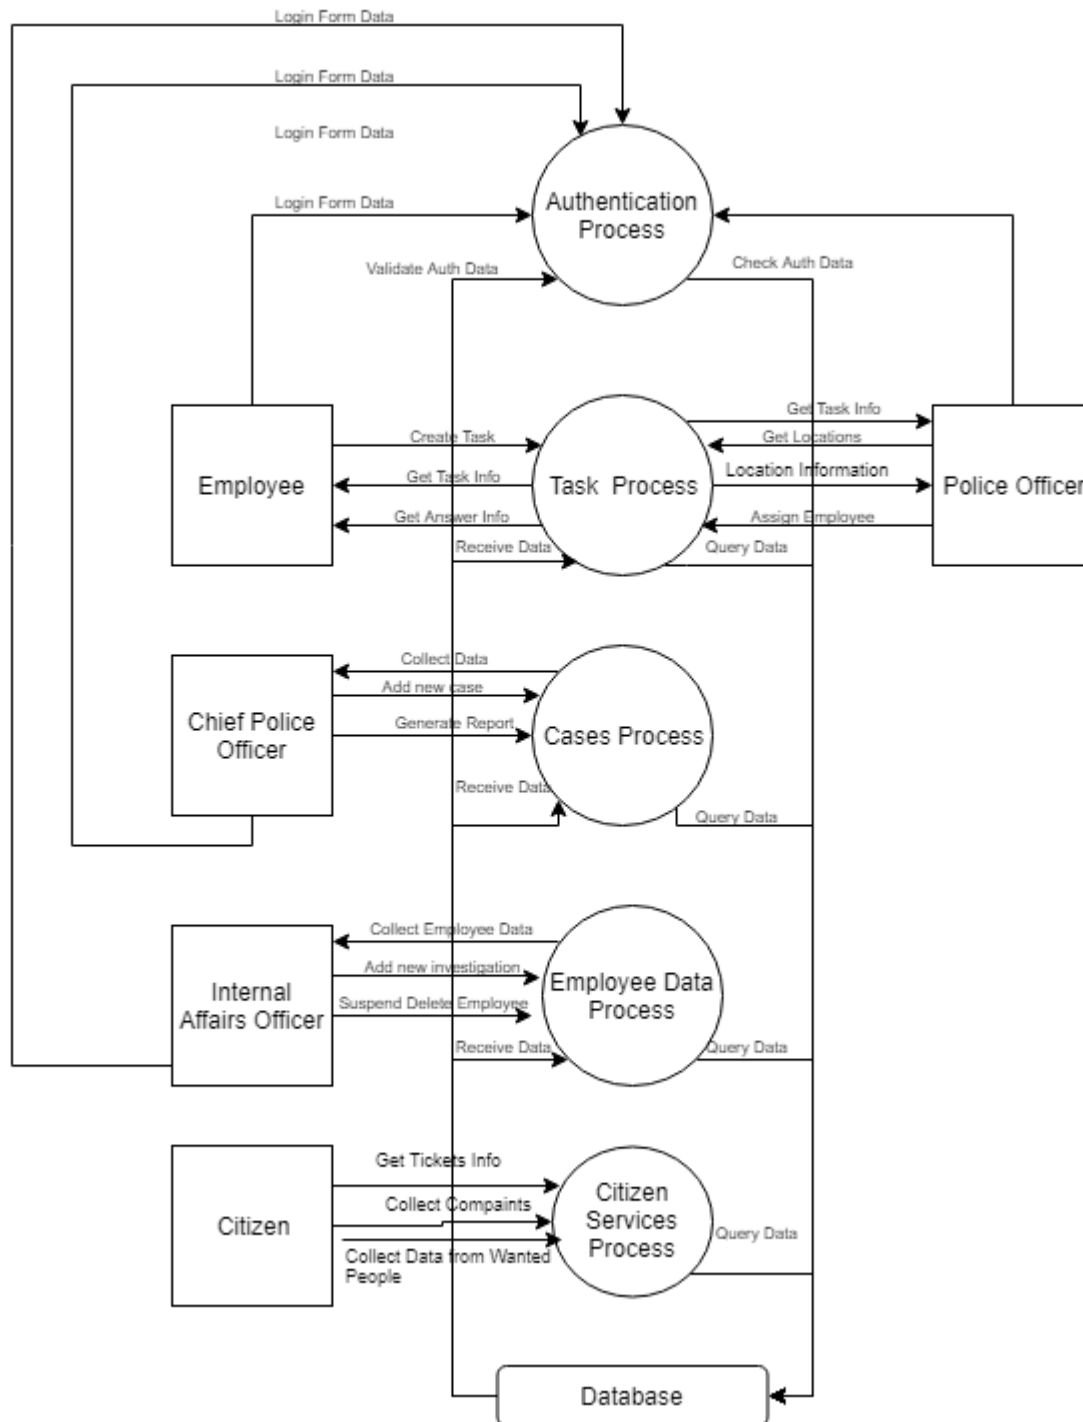 Login Form Data
Login Form Data
Login Form Data
Login Form Data
Authentication
Process
Validate Auth Data
Check Auth Data
Employee
Create Task
Get Task Info
Get Answer Info
Receive Data
Task Process
Get Task Info
Get Locations
Location Information
Assign Employee
Query Data
Police Officer
Chief Police
Officer
Collect Data
Add new case
Generate Report
Receive Data
Cases Process
Query Data
Internal
Affairs Officer
Collect Employee Data
Add new investigation
Suspend Delete Employee
Receive Data
Employee Data
Process
Query Data
Citizen
Get Tickets Info
Collect Compaints
Collect Data from Wanted
People
Citizen
Services
Process
Query Data
Database